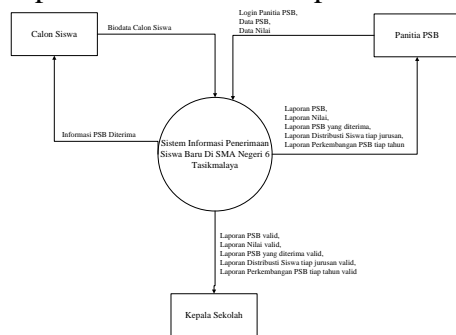 Calon Siswa
Biodata Calon Siswa
Login Panitia PSB,
Data PSB,
Data Nilai
Panitia PSB
Informasi PSB Diterima
Sistem Informasi Penerimaan
Siswa Baru Di SMA Negeri 6
Tasikmalaya
Laporan PSB,
Laporan Nilai,
Laporan PSB yang diterima,
Laporan Distribusti Siswa tiap jurusan,
Laporan Perkembangan PSB tiap tahun
Laporan PSB valid,
Laporan Nilai valid,
Laporan PSB yang diterima valid,
Laporan Distribusti Siswa tiap jurusan valid,
Laporan Perkembangan PSB tiap tahun valid
Kepala Sekolah